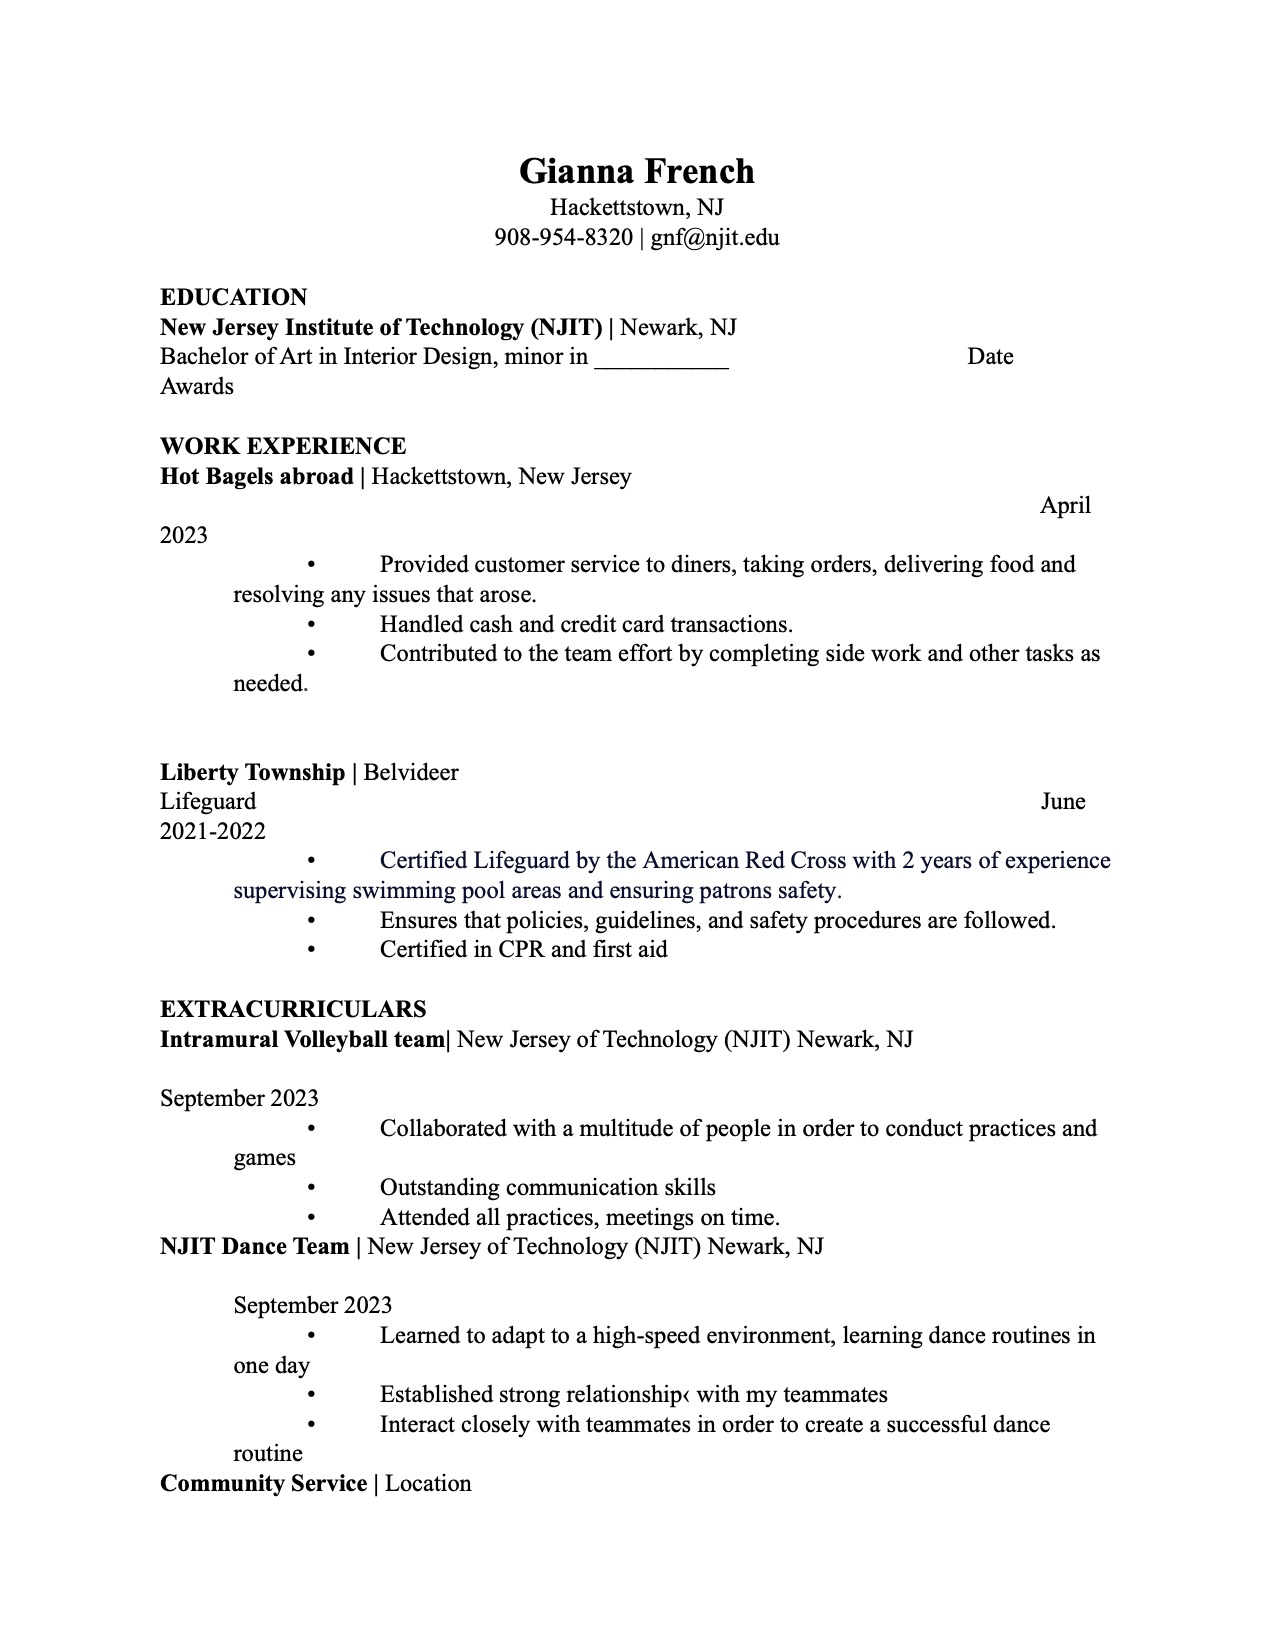 Gianna French
Hackettstown, NJ
908-954-8320 | gnf@njit.edu
EDUCATION
New Jersey Institute of Technology (NJIT) | Newark, NJ
Bachelor of Art in Interior Design, minor in ___________ Date
Awards
WORK EXPERIENCE
Hot Bagels abroad | Hackettstown, New Jersey
April
2023
• Provided customer service to diners, taking orders, delivering food and
resolving any issues that arose.
• Handled cash and credit card transactions.
• Contributed to the team effort by completing side work and other tasks as
needed.
Liberty Township | Belvideer
Lifeguard June
2021-2022
• Certified Lifeguard by the American Red Cross with 2 years of experience
supervising swimming pool areas and ensuring patrons safety.
• Ensures that policies, guidelines, and safety procedures are followed.
• Certified in CPR and first aid
EXTRACURRICULARS
Intramural Volleyball team| New Jersey of Technology (NJIT) Newark, NJ
September 2023
• Collaborated with a multitude of people in order to conduct practices and
games
• Outstanding communication skills
• Attended all practices, meetings on time.
NJIT Dance Team | New Jersey of Technology (NJIT) Newark, NJ
September 2023
• Learned to adapt to a high-speed environment, learning dance routines in
one day
• Established strong relationship‹ with my teammates
• Interact closely with teammates in order to create a successful dance
routine
Community Service | Location